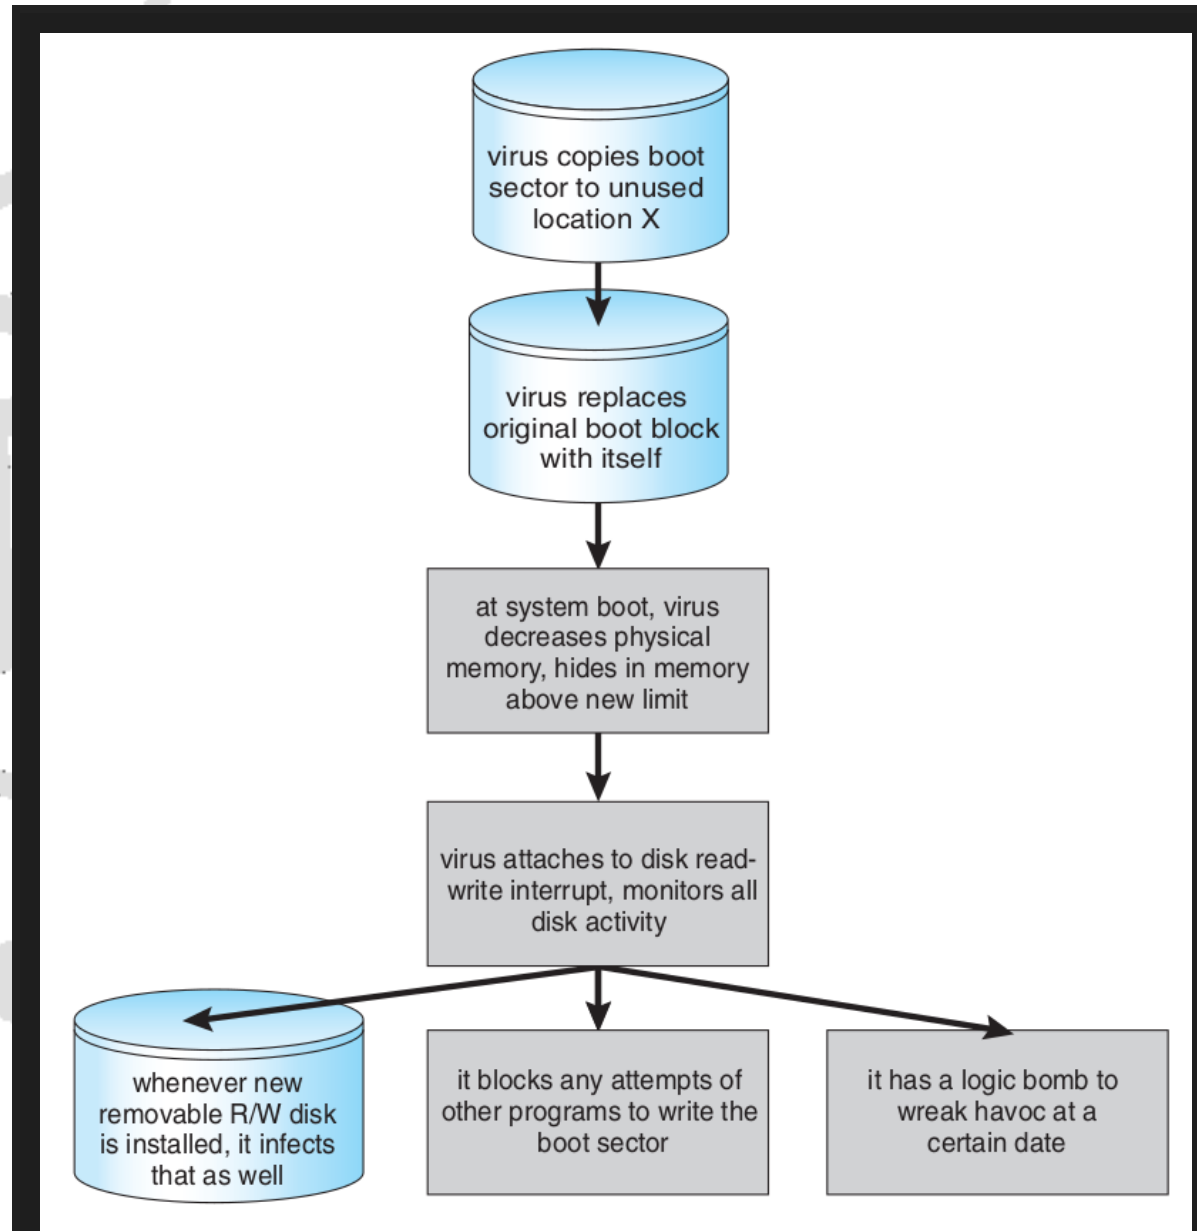 virus copies boot
sector to unused
location X
virus replaces
original boot block
with itself
at system boot, virus
decreases physical
memory, hides in memory
above new limit
virus attaches to disk read-
write interrupt, monitors all
disk activity
whenever new
removable R/W disk
is installed, it infects
that as well
it blocks any attempts of
other programs to write the
boot sector
it has a logic bomb to
wreak havoc at a
certain date